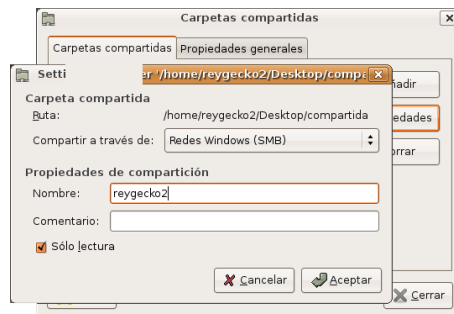 Carpetas compartidas
Carpetas compartidas
Propiedades generales
Setti
er '/home/reygecko2/Desktop/compa
ñadir
edades
orrar
Carpeta compartida
Ruta: /home/reygecko2/Desktop/compartida
Compartir a través de: Redes Windows (SMB)
Propiedades de compartición
Nombre: reygecko2
Comentario:
Sólo lectura
Cancelar
Aceptar
Cerrar